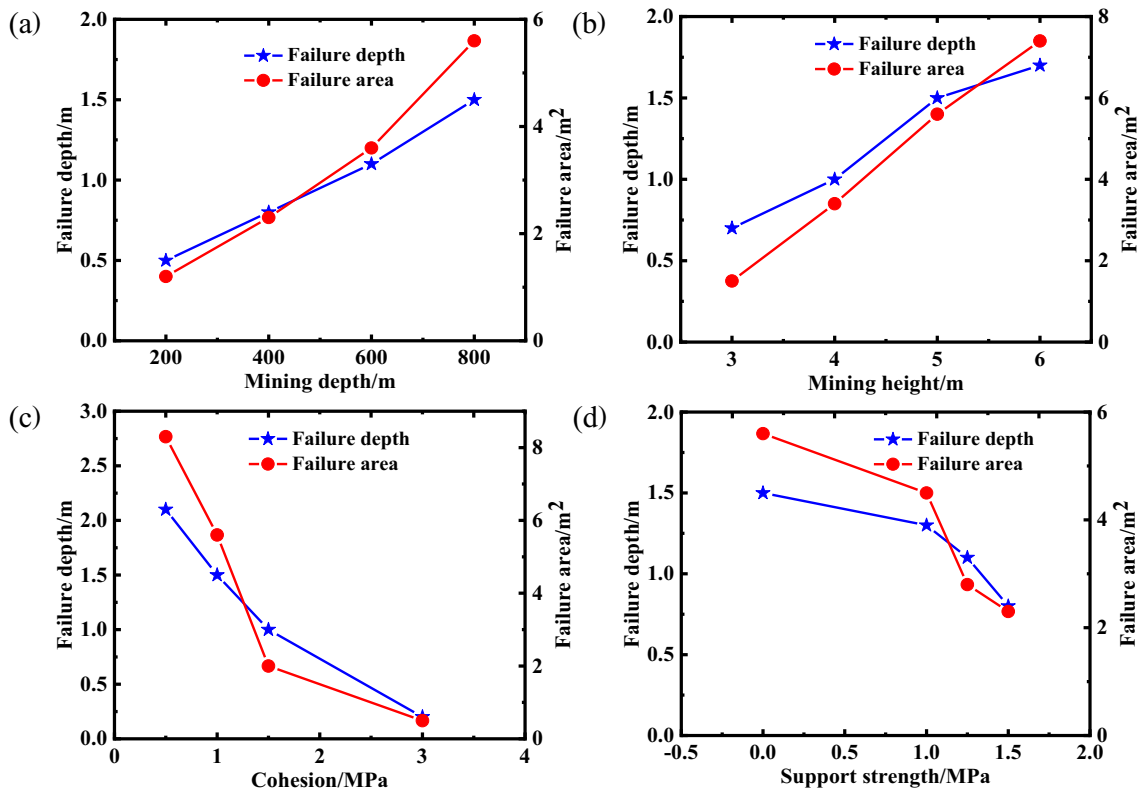 (a)
2.0
1.5
1.0
0.5
0.0
Failure depth/m
Failure depth
Failure area
6
4
2
0
Failure area/m²
200 400 600 800
Mining depth/m
(b)
2.0
1.5
1.0
0.5
0.0
Failure depth/m
Failure depth
Failure area
8
6
4
2
0
Failure area/m²
3 4 5 6
Mining height/m
(c)
3.0
2.5
2.0
1.5
1.0
0.5
0.0
Failure depth/m
Failure depth
Failure area
8
6
4
2
0
Failure area/m²
0 1 2 3 4
Cohesion/MPa
(d)
2.0
1.5
1.0
0.5
0.0
Failure depth/m
Failure depth
Failure area
6
4
2
0
Failure area/m²
-0.5 0.0 0.5 1.0 1.5 2.0
Support strength/MPa